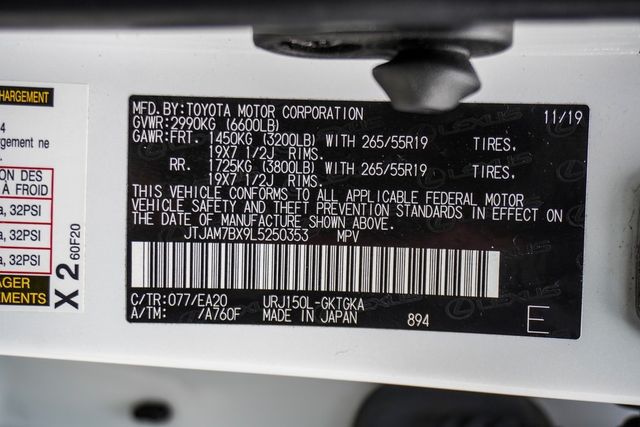 HARGEMENT
4
argement ne
ION DES
À FROID
a, 32PSI
a, 32PSI
a, 32PSI
AGER
EMENTS
X 2 60F20
MFD.BY:TOYOTA MOTOR CORPORATION 11/19
GVWR:2990KG (6600LB)
GAWR:FRT. 1450KG (3200LB) WITH 265/55R19 TIRES.
19X7 1/2J RIMS.
RR. 1725KG (3800LB) WITH 265/55R19 TIRES.
19X7 1/2J RIMS.
THIS VEHICLE CONFORMS TO ALL APPLICABLE FEDERAL MOTOR
VEHICLE SAFETY AND THEFT PREVENTION STANDARDS IN EFFECT ON
THE DATE OF MANUFACTURE SHOWN ABOVE.
JTJAM7BX9L5250353 MPV
C/TR:077/EA20 URJ150L-GKTGKA
A/TM: /A760F MADE IN JAPAN 894
E